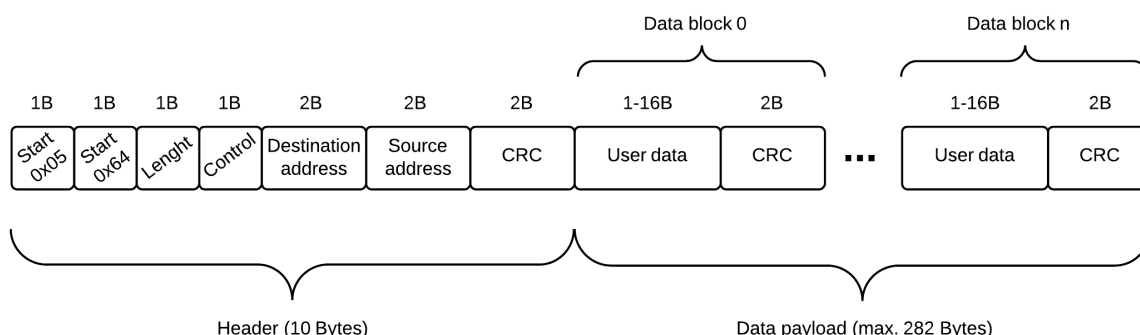 Data block 0
Data block n
1B
1B
1B
1B
2B
2B
2B
1-16B
2B
1-16B
2B
Start
0x05
Start
0x64
Lenght
Control
Destination
address
Source
address
CRC
User data
CRC
...
User data
CRC
Header (10 Bytes)
Data payload (max. 282 Bytes)